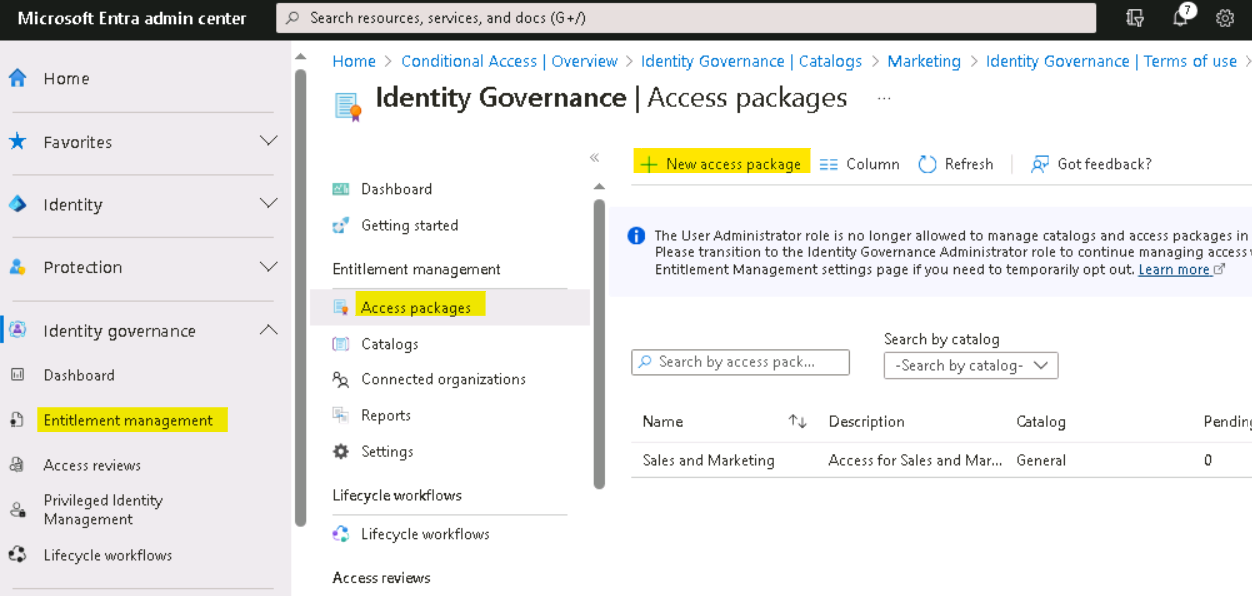 Microsoft Entra admin center
Search resources, services, and docs (G+/)
7
Home
Favorites
Identity
Protection
Identity governance
Dashboard
Entitlement management
Access reviews
Privileged Identity
Management
Lifecycle workflows
Home > Conditional Access | Overview > Identity Governance | Catalogs > Marketing > Identity Governance | Terms of use >
Identity Governance | Access packages ...
«
Dashboard
Getting started
Entitlement management
Access packages
Catalogs
Connected organizations
Reports
Settings
Lifecycle workflows
Lifecycle workflows
Access reviews
+ New access package Column Refresh Got feedback?
The User Administrator role is no longer allowed to manage catalogs and access packages in
Please transition to the Identity Governance Administrator role to continue managing access
Entitlement Management settings page if you need to temporarily opt out. Learn more
Search by catalog
Search by access pack...
-Search by catalog-
Name ↑↓ Description Catalog Pending
Sales and Marketing Access for Sales and Mar... General 0